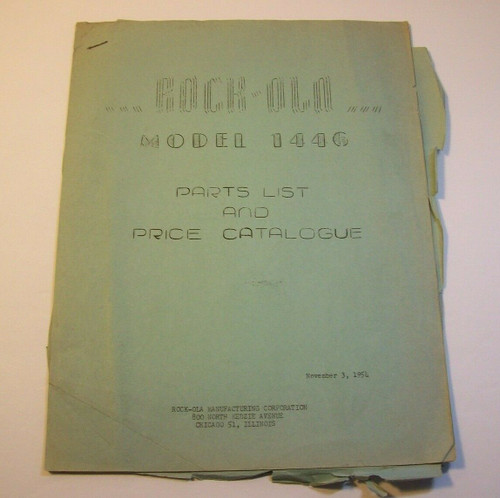 ROCK-OLA
MODEL 1446
PARTS LIST
AND
PRICE CATALOGUE
November 3, 1954
ROCK-OLA MANUFACTURING CORPORATION
800 NORTH KEDZIE AVENUE
CHICAGO 51, ILLINOIS